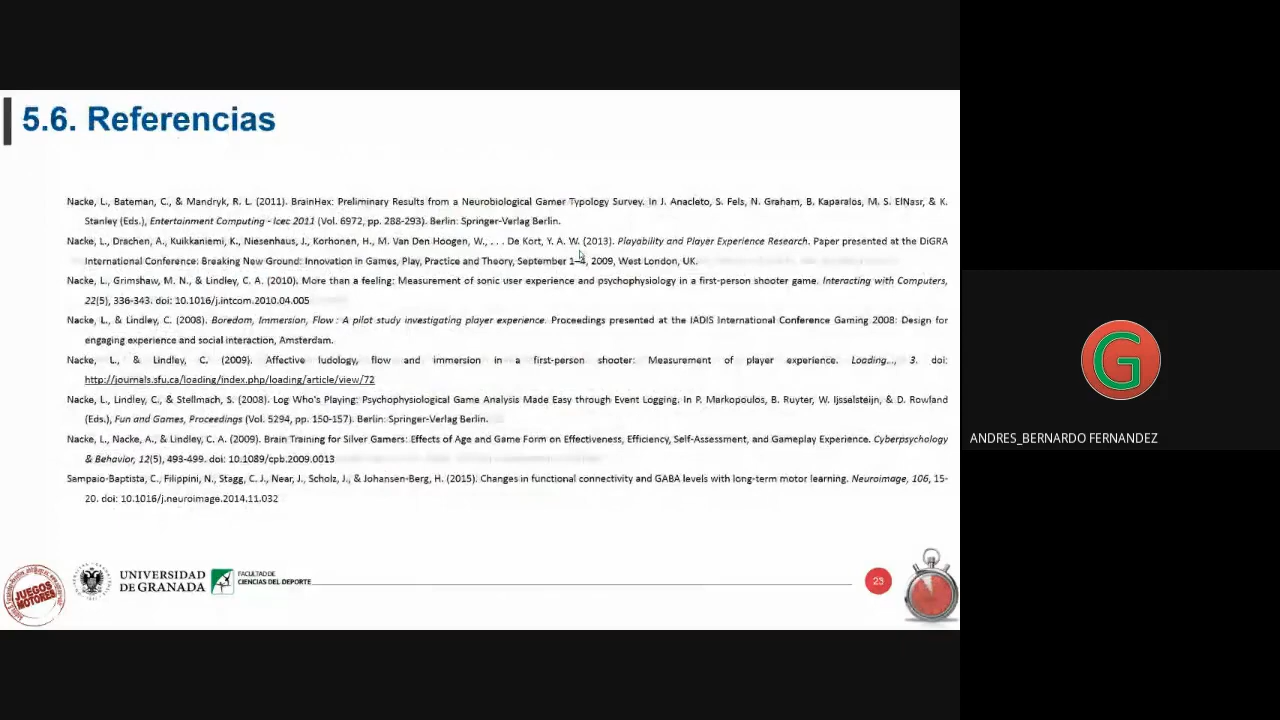 5.6. Referencias
Nacke, L., Bateman, C., & Mandryk, R. L. (2011). BrainHex: Preliminary Results from a Neurobiological Gamer Typology Survey. In J. Anacleto, S. Fels, N. Graham, B. Kapralos, M. S. ElNasr, & K.
Stanley (Eds.), Entertainment Computing - Icec 2011 (Vol. 6972, pp. 288-293). Berlin: Springer-Verlag Berlin.
Nacke, L., Drachen, A., Kuikkaniemi, K., Niesenhaus, J., Korhonen, H., M. Van Den Hoogen, W., . . . De Kort, Y. A. W. (2013). Playability and Player Experience Research. Paper presented at the DiGRA
International Conference: Breaking New Ground: Innovation in Games, Play, Practice and Theory, September 1–4, 2009, West London, UK.
Nacke, L., Grimshaw, M. N., & Lindley, C. A. (2010). More than a feeling: Measurement of sonic user experience and psychophysiology in a first-person shooter game. Interacting with Computers,
22(5), 336-343. doi: 10.1016/j.intcom.2010.04.005
Nacke, L., & Lindley, C. (2008). Boredom, Immersion, Flow : A pilot study investigating player experience. Proceedings presented at the IADIS International Conference Gaming 2008: Design for
engaging experience and social interaction, Amsterdam.
Nacke, L., & Lindley, C. (2009). Affective ludology, flow and immersion in a first-person shooter: Measurement of player experience. Loading..., 3. doi:
http://journals.sfu.ca/loading/index.php/loading/article/view/72
Nacke, L., Lindley, C., & Stellmach, S. (2008). Log Who's Playing: Psychophysiological Game Analysis Made Easy through Event Logging. In P. Markopoulos, B. Ruyter, W. Ijsselsteijn, & D. Rowland
(Eds.), Fun and Games, Proceedings (Vol. 5294, pp. 150-157). Berlin: Springer-Verlag Berlin.
Nacke, L., Nacke, A., & Lindley, C. A. (2009). Brain Training for Silver Gamers: Effects of Age and Game Form on Effectiveness, Efficiency, Self-Assessment, and Gameplay Experience. Cyberpsychology
& Behavior, 12(5), 493-499. doi: 10.1089/cpb.2009.0013
Sampaio-Baptista, C., Filippini, N., Stagg, C. J., Near, J., Scholz, J., & Johansen-Berg, H. (2015). Changes in functional connectivity and GABA levels with long-term motor learning. Neuroimage, 106, 15-
20. doi: 10.1016/j.neuroimage.2014.11.032
JUEGOS
MOTORES
UNIVERSIDAD
DE GRANADA
FACULTAD DE
CIENCIAS DEL DEPORTE
23
G
ANDRES_BERNARDO FERNANDEZ